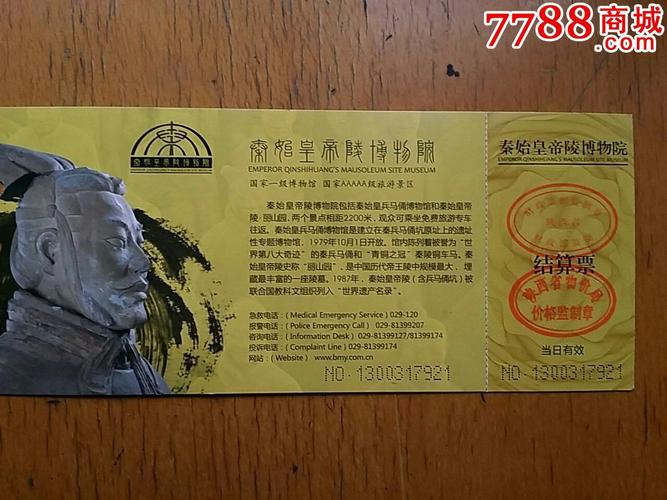 7788商城
.com
秦始皇帝陵博物院
秦始皇帝陵博物院
EMPEROR QINSHIHUANG'S MAUSOLEUM SITE MUSEUM
国家一级博物馆 国家AAAAA级旅游景区
秦始皇帝陵博物院包括秦始皇兵马俑博物馆和秦始皇帝
陵·丽山园,两个景点相距2200米,观众可乘坐免费旅游专车
往返。秦始皇兵马俑博物馆是建立在秦兵马俑坑原址上的遗址
性专题博物馆,1979年10月1日开放。馆内陈列着被誉为“世
界第八大奇迹”的秦兵马俑和“青铜之冠”秦陵铜车马。秦
始皇帝陵史称“丽山园”,是中国历代帝王陵中规模最大、埋
藏最丰富的一座陵墓。1987年,秦始皇帝陵(含兵马俑坑)被
联合国教科文组织列入“世界遗产名录”。
急救电话:(Medical Emergency Service) 029-120
报警电话:(Police Emergency Call) 029-81399207
咨询电话:(Information Desk) 029-81399127/81399174
投诉电话:(Complaint Line) 029-81399174
网站:(Website) www.bmy.com.cn
NO·1300317921
秦始皇帝陵博物院
EMPEROR QINSHIHUANG'S MAUSOLEUM SITE MUSEUM
结算票
陕西省物价局
价格监制章
当日有效
NO·1300317921